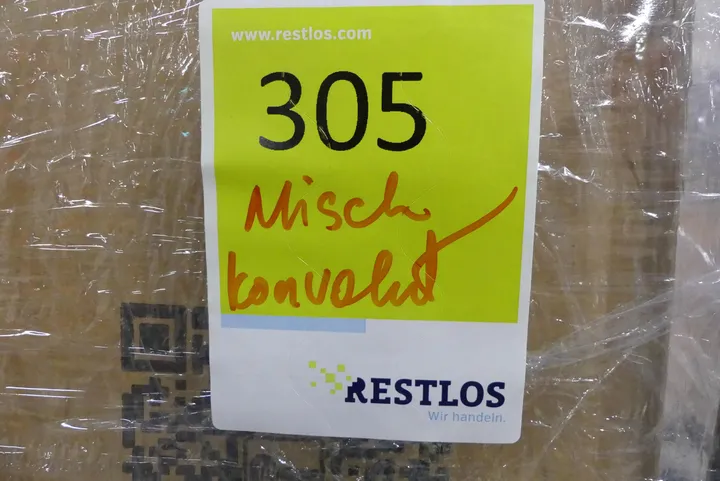 www.restlos.com
305
Misch
konvolut
RESTLOS
Wir handeln.